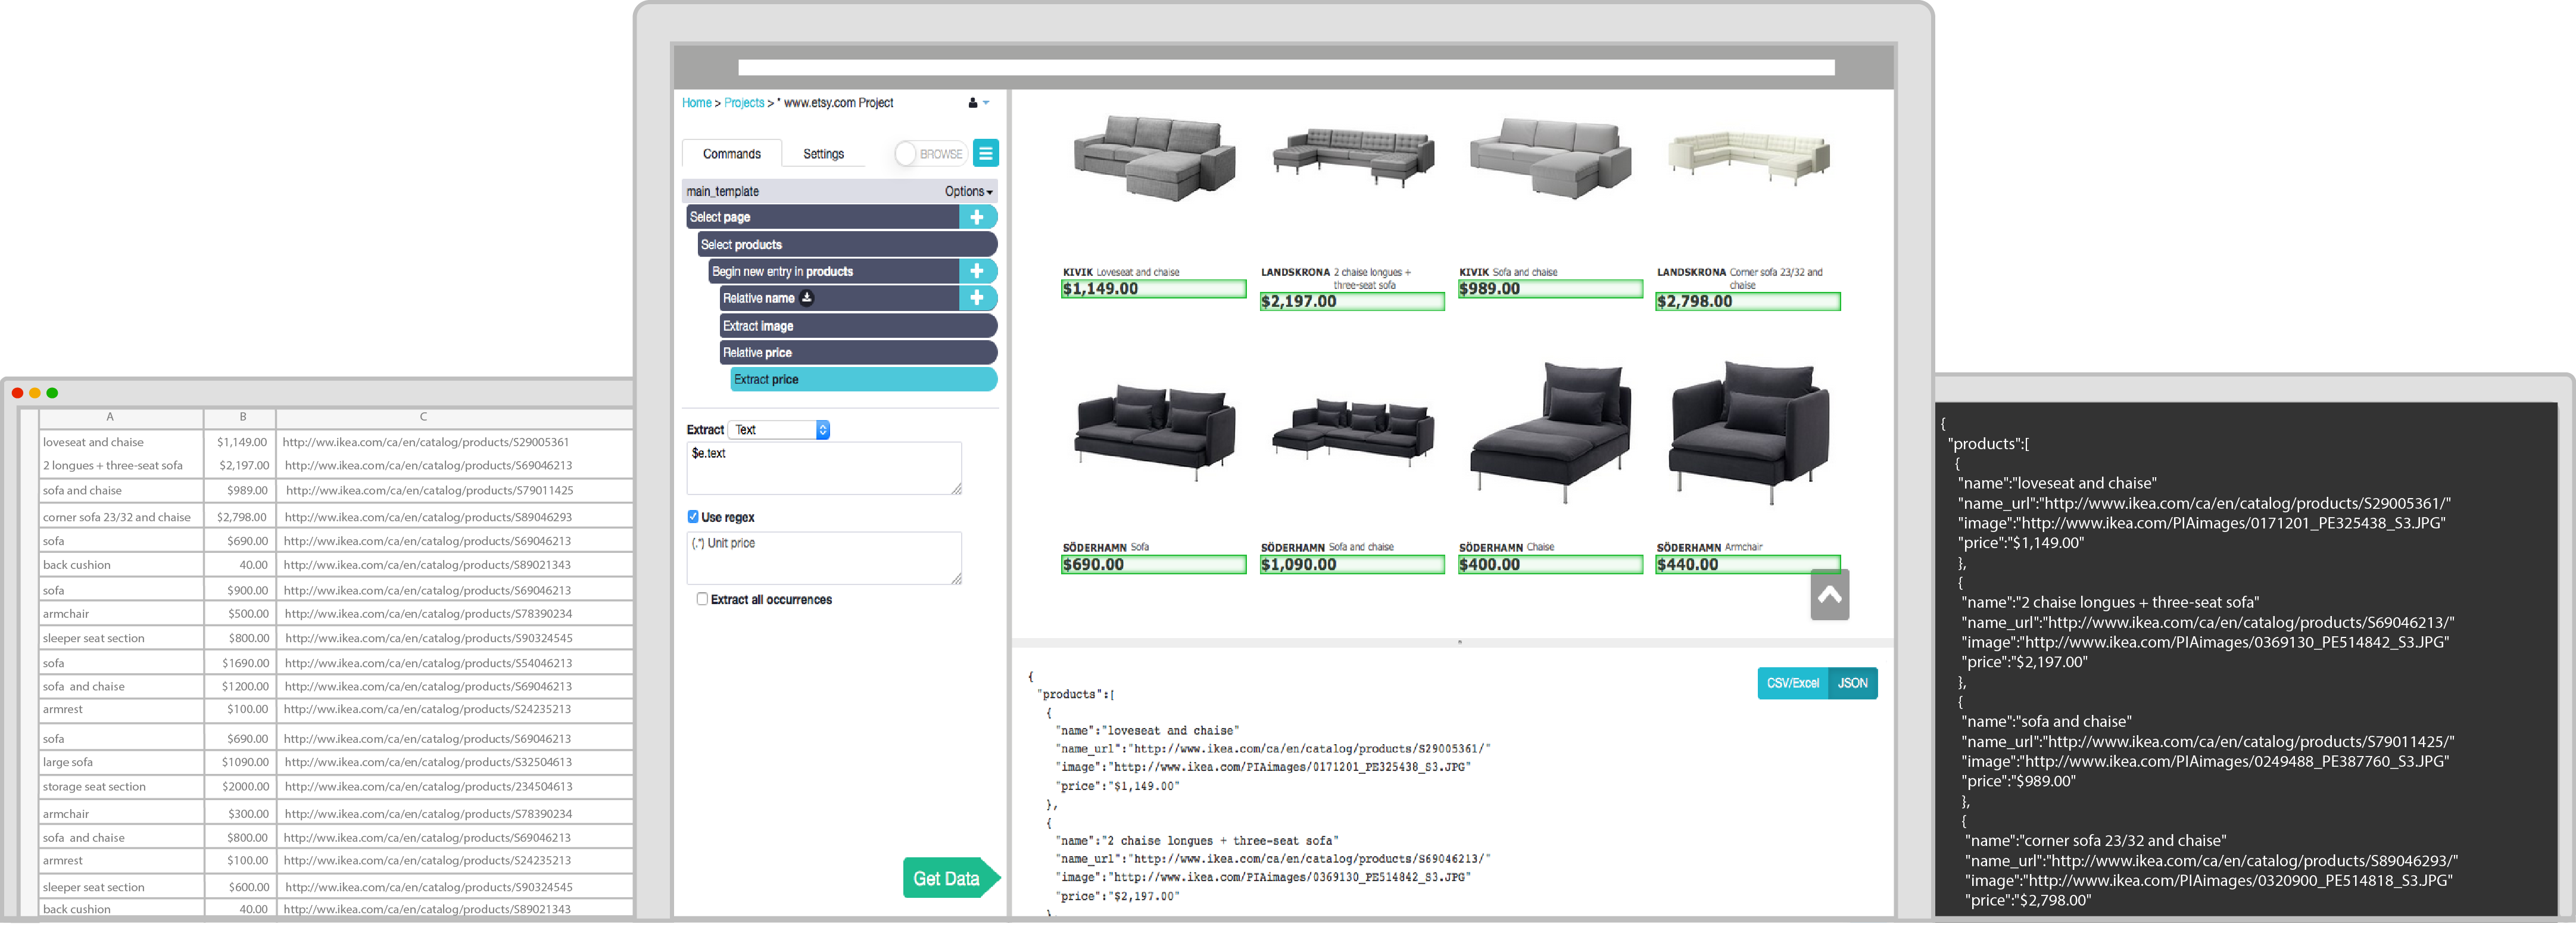 A B C
loveseat and chaise $1,149.00 http://ww.ikea.com/ca/en/catalog/products/S29005361
2 longues + three-seat sofa $2,197.00 http://ww.ikea.com/ca/en/catalog/products/S69046213
sofa and chaise $989.00 http://ww.ikea.com/ca/en/catalog/products/S79011425
corner sofa 23/32 and chaise $2,798.00 http://ww.ikea.com/ca/en/catalog/products/S89046293
sofa $690.00 http://ww.ikea.com/ca/en/catalog/products/S69046213
back cushion 40.00 http://ww.ikea.com/ca/en/catalog/products/S89021343
sofa $900.00 http://ww.ikea.com/ca/en/catalog/products/S69046213
armchair $500.00 http://ww.ikea.com/ca/en/catalog/products/S78390234
sleeper seat section $800.00 http://ww.ikea.com/ca/en/catalog/products/S90324545
sofa $1690.00 http://ww.ikea.com/ca/en/catalog/products/S54046213
sofa and chaise $1200.00 http://ww.ikea.com/ca/en/catalog/products/S69046213
armrest $100.00 http://ww.ikea.com/ca/en/catalog/products/S24235213
sofa $690.00 http://ww.ikea.com/ca/en/catalog/products/S69046213
large sofa $1090.00 http://ww.ikea.com/ca/en/catalog/products/S32504613
storage seat section $2000.00 http://ww.ikea.com/ca/en/catalog/products/234504613
armchair $300.00 http://ww.ikea.com/ca/en/catalog/products/S78390234
sofa and chaise $800.00 http://ww.ikea.com/ca/en/catalog/products/S69046213
armrest $100.00 http://ww.ikea.com/ca/en/catalog/products/S24235213
sleeper seat section $600.00 http://ww.ikea.com/ca/en/catalog/products/S90324545
back cushion 40.00 http://ww.ikea.com/ca/en/catalog/products/S89021343
Home > Projects > * www.etsy.com Project
Commands Settings BROWSE
main_template Options
Select page
Select products
Begin new entry in products
Relative name
Extract image
Relative price
Extract price
Extract Text
$e.text
Use regex
(.*) Unit price
Extract all occurrences
Get Data
KIVIK Loveseat and chaise
$1,149.00
LANDSKRONA 2 chaise longues +
three-seat sofa
$2,197.00
KIVIK Sofa and chaise
$989.00
LANDSKRONA Corner sofa 23/32 and
chaise
$2,798.00
SÖDERHAMN Sofa
$690.00
SÖDERHAMN Sofa and chaise
$1,090.00
SÖDERHAMN Chaise
$400.00
SÖDERHAMN Armchair
$440.00
CSV/Excel JSON
{
"products":[
{
"name":"loveseat and chaise"
"name_url":"http://www.ikea.com/ca/en/catalog/products/S29005361/"
"image":"http://www.ikea.com/PIAimages/0171201_PE325438_S3.JPG"
"price":"$1,149.00"
},
{
"name":"2 chaise longues + three-seat sofa"
"name_url":"http://www.ikea.com/ca/en/catalog/products/S69046213/"
"image":"http://www.ikea.com/PIAimages/0369130_PE514842_S3.JPG"
"price":"$2,197.00"
},
{
"products":[
{
"name":"loveseat and chaise"
"name_url":"http://www.ikea.com/ca/en/catalog/products/S29005361/"
"image":"http://www.ikea.com/PIAimages/0171201_PE325438_S3.JPG"
"price":"$1,149.00"
},
{
"name":"2 chaise longues + three-seat sofa"
"name_url":"http://www.ikea.com/ca/en/catalog/products/S69046213/"
"image":"http://www.ikea.com/PIAimages/0369130_PE514842_S3.JPG"
"price":"$2,197.00"
},
{
"name":"sofa and chaise"
"name_url":"http://www.ikea.com/ca/en/catalog/products/S79011425/"
"image":"http://www.ikea.com/PIAimages/0249488_PE387760_S3.JPG"
"price":"$989.00"
},
{
"name":"corner sofa 23/32 and chaise"
"name_url":"http://www.ikea.com/ca/en/catalog/products/S89046293/"
"image":"http://www.ikea.com/PIAimages/0320900_PE514818_S3.JPG"
"price":"$2,798.00"